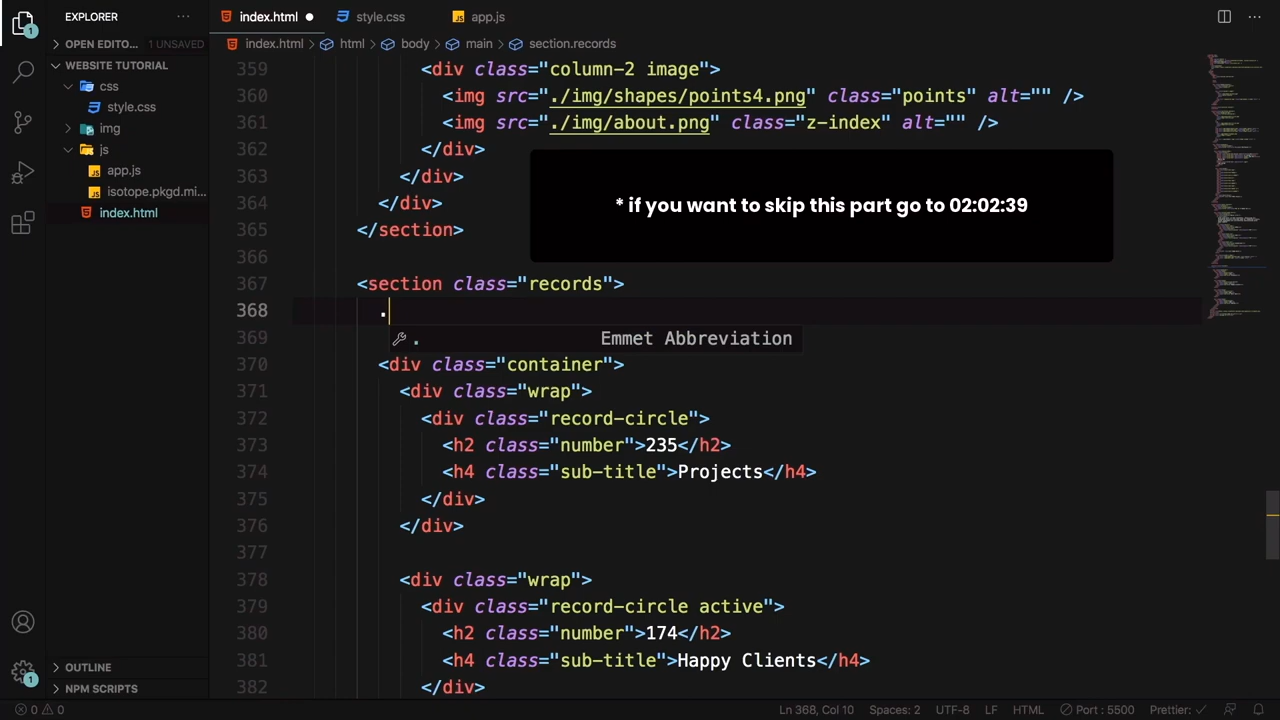 EXPLORER
···
index.html ●
style.css
app.js
···
OPEN EDITO... 1 UNSAVED
index.html > html > body > main > section.records
WEBSITE TUTORIAL
css
style.css
img
js
app.js
isotope.pkgd.mi...
index.html
359 <div class="column-2 image">
360 <img src="./img/shapes/points4.png" class="points" alt="" />
361 <img src="./img/about.png" class="z-index" alt="" />
362 </div>
363 </div>
364 </div>
365 </section>
366
367 <section class="records">
368 .
369
370 <div class="container">
371 <div class="wrap">
372 <div class="record-circle">
373 <h2 class="number">235</h2>
374 <h4 class="sub-title">Projects</h4>
375 </div>
376 </div>
377
378 <div class="wrap">
379 <div class="record-circle active">
380 <h2 class="number">174</h2>
381 <h4 class="sub-title">Happy Clients</h4>
382 </div>
. Emmet Abbreviation
* if you want to skip this part go to 02:02:39
1
OUTLINE
NPM SCRIPTS
1
0 0
Ln 368, Col 10
Spaces: 2
UTF-8
LF
HTML
Port : 5500
Prettier: ✓